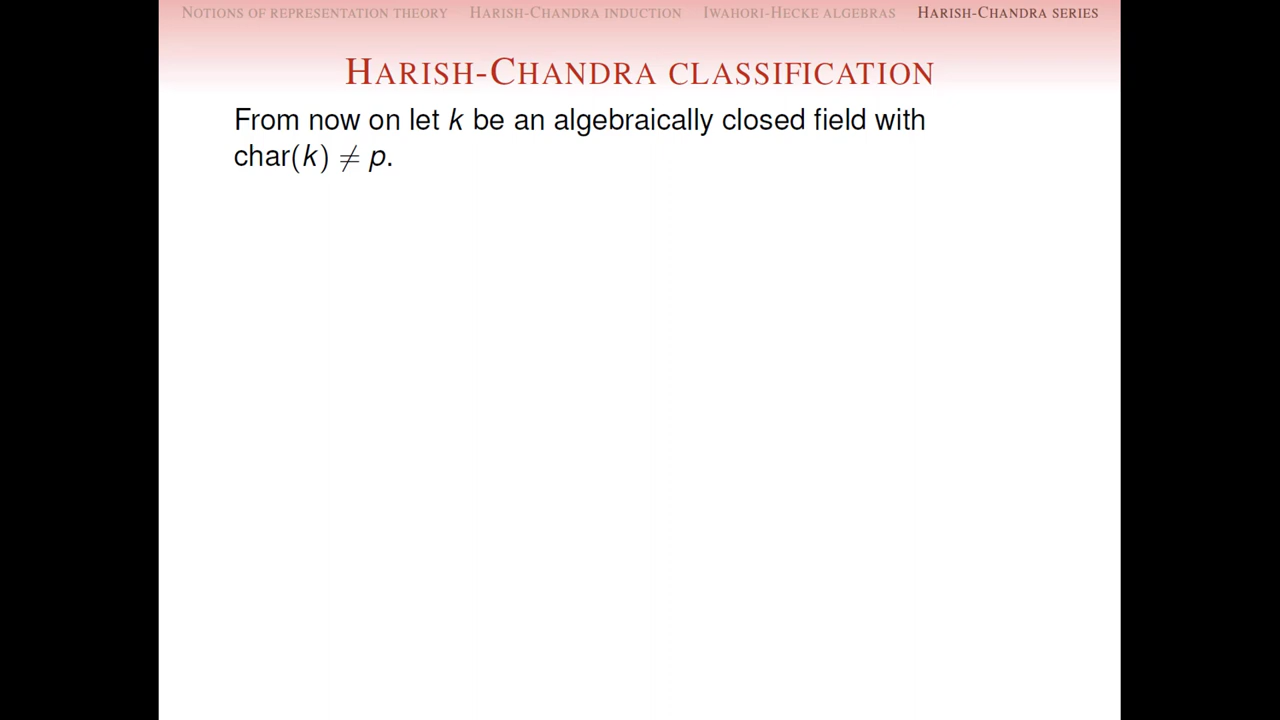 NOTIONS OF REPRESENTATION THEORY HARISH-CHANDRA INDUCTION IWAHORI-HECKE ALGEBRAS HARISH-CHANDRA SERIES
HARISH-CHANDRA CLASSIFICATION
From now on let k be an algebraically closed field with
char(k) ≠ p.